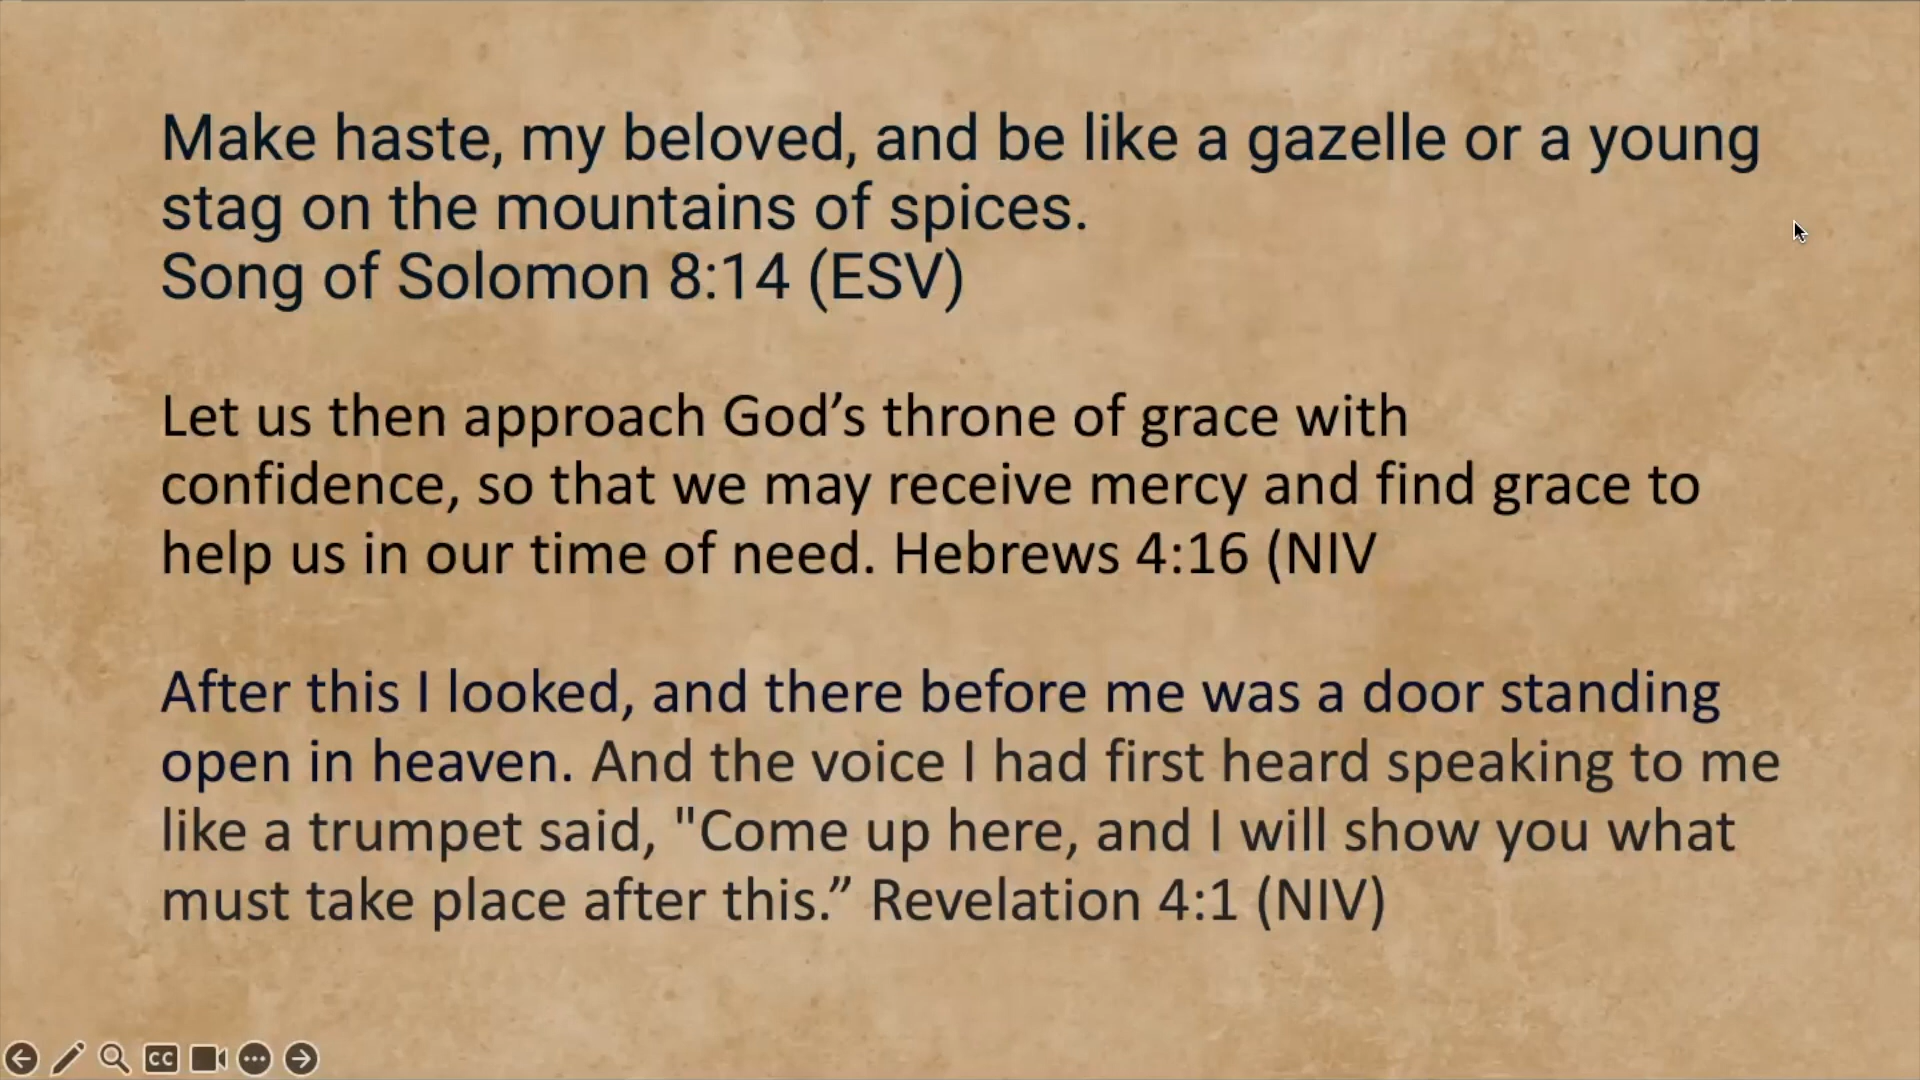 Make haste, my beloved, and be like a gazelle or a young
stag on the mountains of spices.
Song of Solomon 8:14 (ESV)
Let us then approach God’s throne of grace with
confidence, so that we may receive mercy and find grace to
help us in our time of need. Hebrews 4:16 (NIV
After this I looked, and there before me was a door standing
open in heaven. And the voice I had first heard speaking to me
like a trumpet said, "Come up here, and I will show you what
must take place after this.” Revelation 4:1 (NIV)
CC